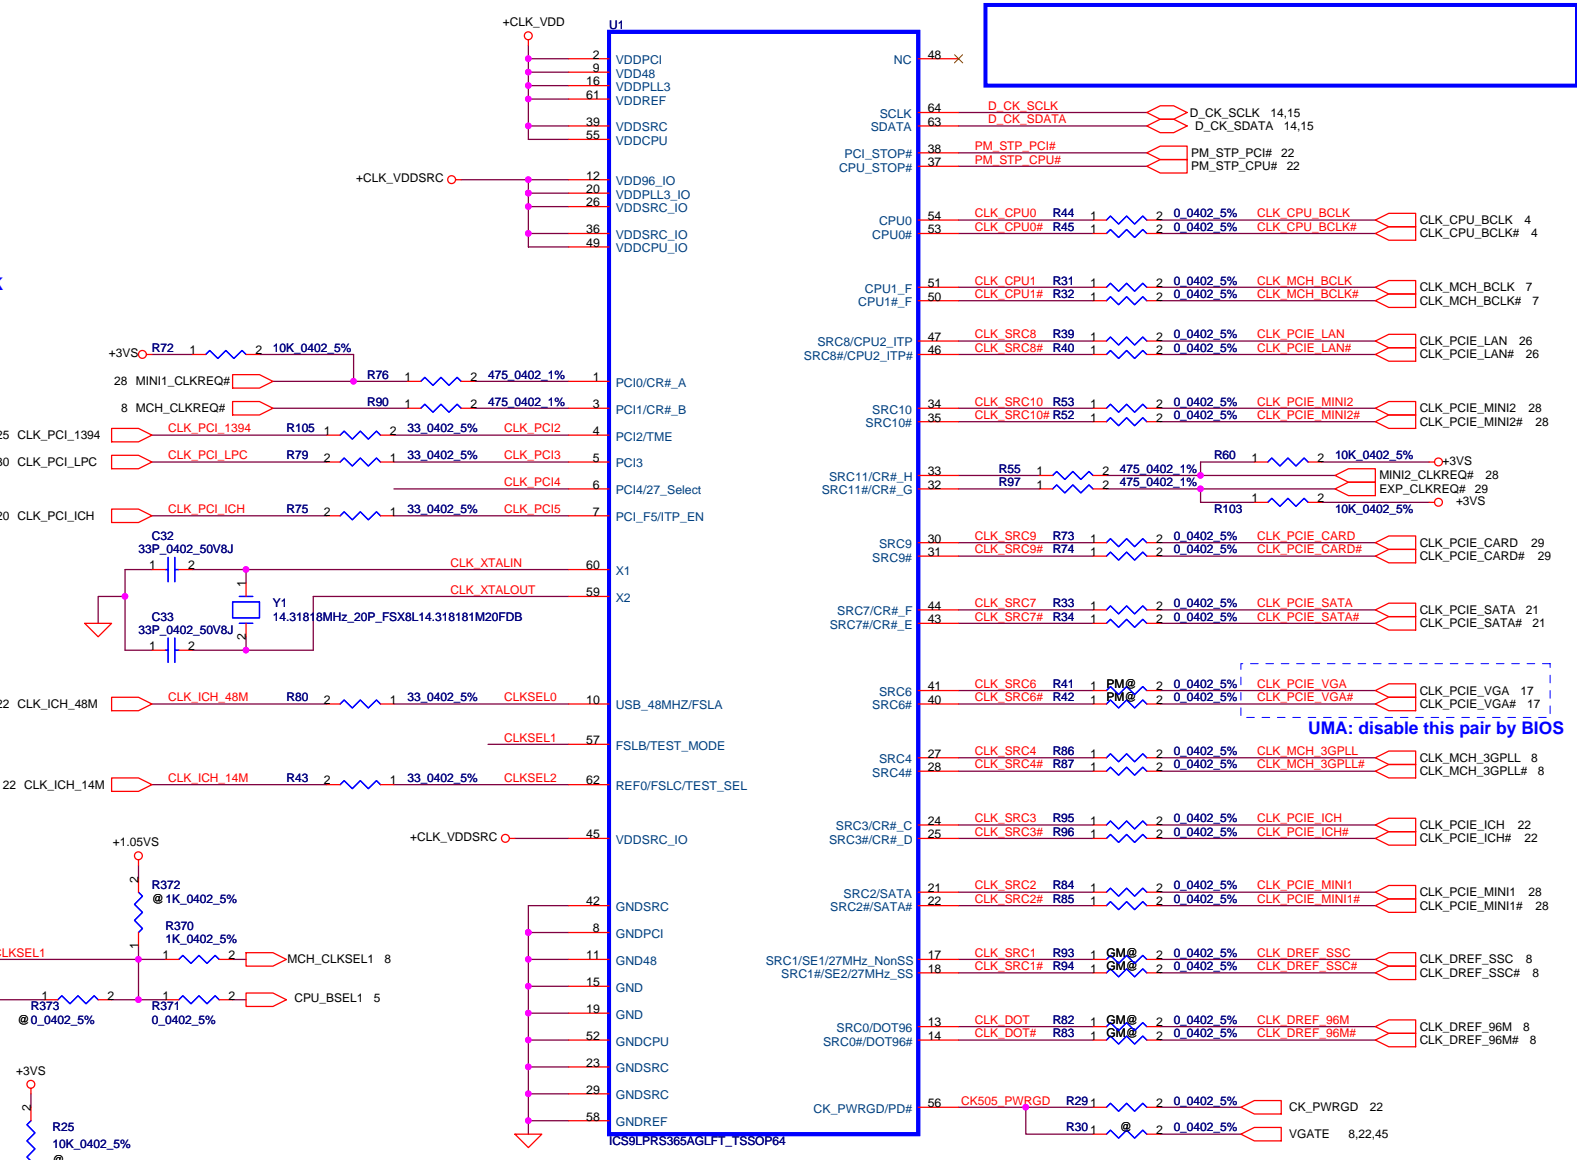 +CLK_VDD
U1
2 VDDPCI
9 VDD48
16 VDDPLL3
61 VDDREF
39 VDDSRC
55 VDDCPU
+CLK_VDDSRC
12 VDD96_IO
20 VDDPLL3_IO
26 VDDSRC_IO
36 VDDSRC_IO
49 VDDCPU_IO
+3VS R72 1 2 10K_0402_5%
28 MINI1_CLKREQ# R76 1 2 475_0402_1% 1 PCI0/CR#_A
8 MCH_CLKREQ# R90 1 2 475_0402_1% 3 PCI1/CR#_B
25 CLK_PCI_1394 CLK_PCI_1394 R105 1 2 33_0402_5% CLK_PCI2 4 PCI2/TME
30 CLK_PCI_LPC CLK_PCI_LPC R79 2 1 33_0402_5% CLK_PCI3 5 PCI3
CLK_PCI4 6 PCI4/27_Select
20 CLK_PCI_ICH CLK_PCI_ICH R75 2 1 33_0402_5% CLK_PCI5 7 PCI_F5/ITP_EN
C32
33P_0402_50V8J
1 2
CLK_XTALIN 60 X1
CLK_XTALOUT 59 X2
1 2
Y1
14.31818MHz_20P_FSX8L14.318181M20FDB
C33
33P_0402_50V8J
1 2
22 CLK_ICH_48M CLK_ICH_48M R80 2 1 33_0402_5% CLKSEL0 10 USB_48MHZ/FSLA
CLKSEL1 57 FSLB/TEST_MODE
22 CLK_ICH_14M CLK_ICH_14M R43 2 1 33_0402_5% CLKSEL2 62 REF0/FSLC/TEST_SEL
+CLK_VDDSRC 45 VDDSRC_IO
42 GNDSRC
8 GNDPCI
11 GND48
15 GND
19 GND
52 GNDCPU
23 GNDSRC
29 GNDSRC
58 GNDREF
ICS9LPRS365AGLFT_TSSOP64
+1.05VS
2 1
R372
@ 1K_0402_5%
R370
1K_0402_5%
CLKSEL1 1 2 MCH_CLKSEL1 8
1 2 1 2 CPU_BSEL1 5
R373
@ 0_0402_5%
R371
0_0402_5%
+3VS
2
R25
10K_0402_5%
@
NC 48
SCLK 64 D_CK_SCLK D_CK_SCLK 14,15
SDATA 63 D_CK_SDATA D_CK_SDATA 14,15
PCI_STOP# 38 PM_STP_PCI# PM_STP_PCI# 22
CPU_STOP# 37 PM_STP_CPU# PM_STP_CPU# 22
CPU0 54 CLK_CPU0 R44 1 2 0_0402_5% CLK_CPU_BCLK CLK_CPU_BCLK 4
CPU0# 53 CLK_CPU0# R45 1 2 0_0402_5% CLK_CPU_BCLK# CLK_CPU_BCLK# 4
CPU1_F 51 CLK_CPU1 R31 1 2 0_0402_5% CLK_MCH_BCLK CLK_MCH_BCLK 7
CPU1#_F 50 CLK_CPU1# R32 1 2 0_0402_5% CLK_MCH_BCLK# CLK_MCH_BCLK# 7
SRC8/CPU2_ITP 47 CLK_SRC8 R39 1 2 0_0402_5% CLK_PCIE_LAN CLK_PCIE_LAN 26
SRC8#/CPU2_ITP# 46 CLK_SRC8# R40 1 2 0_0402_5% CLK_PCIE_LAN# CLK_PCIE_LAN# 26
SRC10 34 CLK_SRC10 R53 1 2 0_0402_5% CLK_PCIE_MINI2 CLK_PCIE_MINI2 28
SRC10# 35 CLK_SRC10# R52 1 2 0_0402_5% CLK_PCIE_MINI2# CLK_PCIE_MINI2# 28
R60 1 2 10K_0402_5% +3VS
SRC11/CR#_H 33 R55 1 2 475_0402_1% MINI2_CLKREQ# 28
SRC11#/CR#_G 32 R97 1 2 475_0402_1% EXP_CLKREQ# 29
R103 1 2 10K_0402_5% +3VS
SRC9 30 CLK_SRC9 R73 1 2 0_0402_5% CLK_PCIE_CARD CLK_PCIE_CARD 29
SRC9# 31 CLK_SRC9# R74 1 2 0_0402_5% CLK_PCIE_CARD# CLK_PCIE_CARD# 29
SRC7/CR#_F 44 CLK_SRC7 R33 1 2 0_0402_5% CLK_PCIE_SATA CLK_PCIE_SATA 21
SRC7#/CR#_E 43 CLK_SRC7# R34 1 2 0_0402_5% CLK_PCIE_SATA# CLK_PCIE_SATA# 21
SRC6 41 CLK_SRC6 R41 1 PM@ 2 0_0402_5% CLK_PCIE_VGA CLK_PCIE_VGA 17
SRC6# 40 CLK_SRC6# R42 1 PM@ 2 0_0402_5% CLK_PCIE_VGA# CLK_PCIE_VGA# 17
UMA: disable this pair by BIOS
SRC4 27 CLK_SRC4 R86 1 2 0_0402_5% CLK_MCH_3GPLL CLK_MCH_3GPLL 8
SRC4# 28 CLK_SRC4# R87 1 2 0_0402_5% CLK_MCH_3GPLL# CLK_MCH_3GPLL# 8
SRC3/CR#_C 24 CLK_SRC3 R95 1 2 0_0402_5% CLK_PCIE_ICH CLK_PCIE_ICH 22
SRC3#/CR#_D 25 CLK_SRC3# R96 1 2 0_0402_5% CLK_PCIE_ICH# CLK_PCIE_ICH# 22
SRC2/SATA 21 CLK_SRC2 R84 1 2 0_0402_5% CLK_PCIE_MINI1 CLK_PCIE_MINI1 28
SRC2#/SATA# 22 CLK_SRC2# R85 1 2 0_0402_5% CLK_PCIE_MINI1# CLK_PCIE_MINI1# 28
SRC1/SE1/27MHz_NonSS 17 CLK_SRC1 R93 1 GM@ 2 0_0402_5% CLK_DREF_SSC CLK_DREF_SSC 8
SRC1#/SE2/27MHz_SS 18 CLK_SRC1# R94 1 GM@ 2 0_0402_5% CLK_DREF_SSC# CLK_DREF_SSC# 8
SRC0/DOT96 13 CLK_DOT R82 1 GM@ 2 0_0402_5% CLK_DREF_96M CLK_DREF_96M 8
SRC0#/DOT96# 14 CLK_DOT# R83 1 GM@ 2 0_0402_5% CLK_DREF_96M# CLK_DREF_96M# 8
CK_PWRGD/PD# 56 CK505_PWRGD R29 1 2 0_0402_5% CK_PWRGD 22
R30 1 @ 2 0_0402_5% VGATE 8,22,45